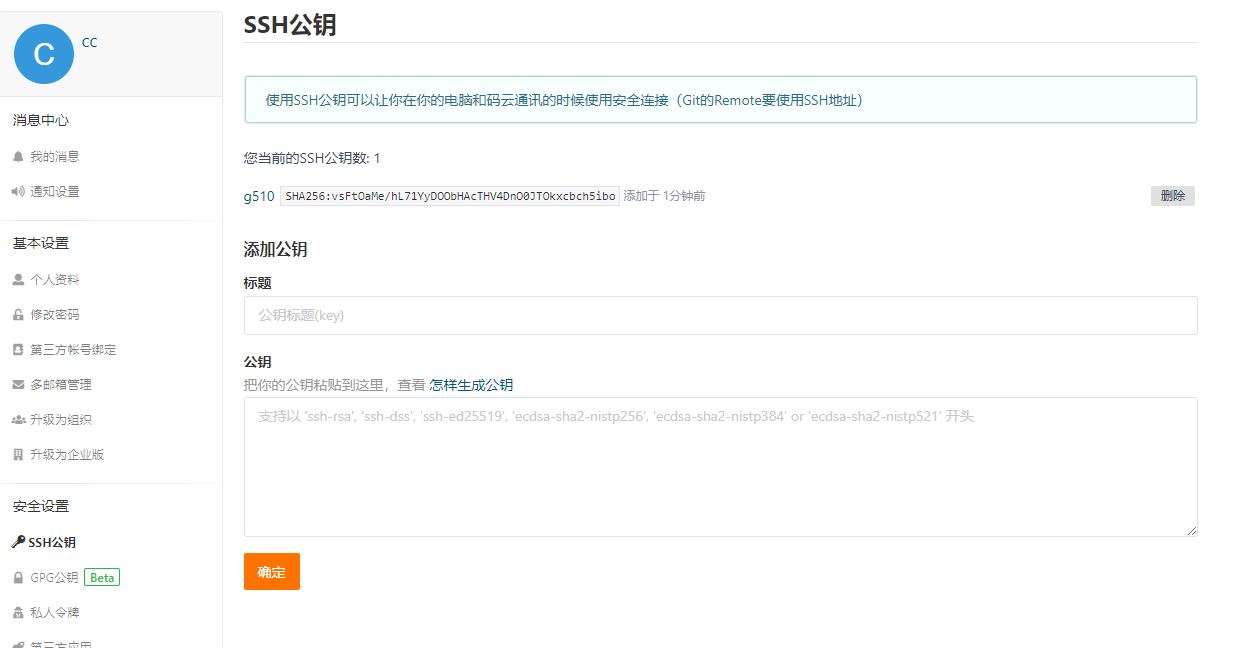 C
CC
消息中心
我的消息
通知设置
基本设置
个人资料
修改密码
第三方帐号绑定
多邮箱管理
升级为组织
升级为企业版
安全设置
SSH公钥
GPG公钥 Beta
私人令牌
第三方应用
SSH公钥
使用SSH公钥可以让你在你的电脑和码云通讯的时候使用安全连接（Git的Remote要使用SSH地址）
您当前的SSH公钥数: 1
g510 SHA256:vsFtOaMe/hL71YyDOObHAcTHV4DnO0JTOkxcbch5ibo 添加于 1分钟前 删除
添加公钥
标题
公钥标题(key)
公钥
把你的公钥粘贴到这里，查看 怎样生成公钥
支持以 'ssh-rsa', 'ssh-dss', 'ssh-ed25519', 'ecdsa-sha2-nistp256', 'ecdsa-sha2-nistp384' or 'ecdsa-sha2-nistp521' 开头
确定